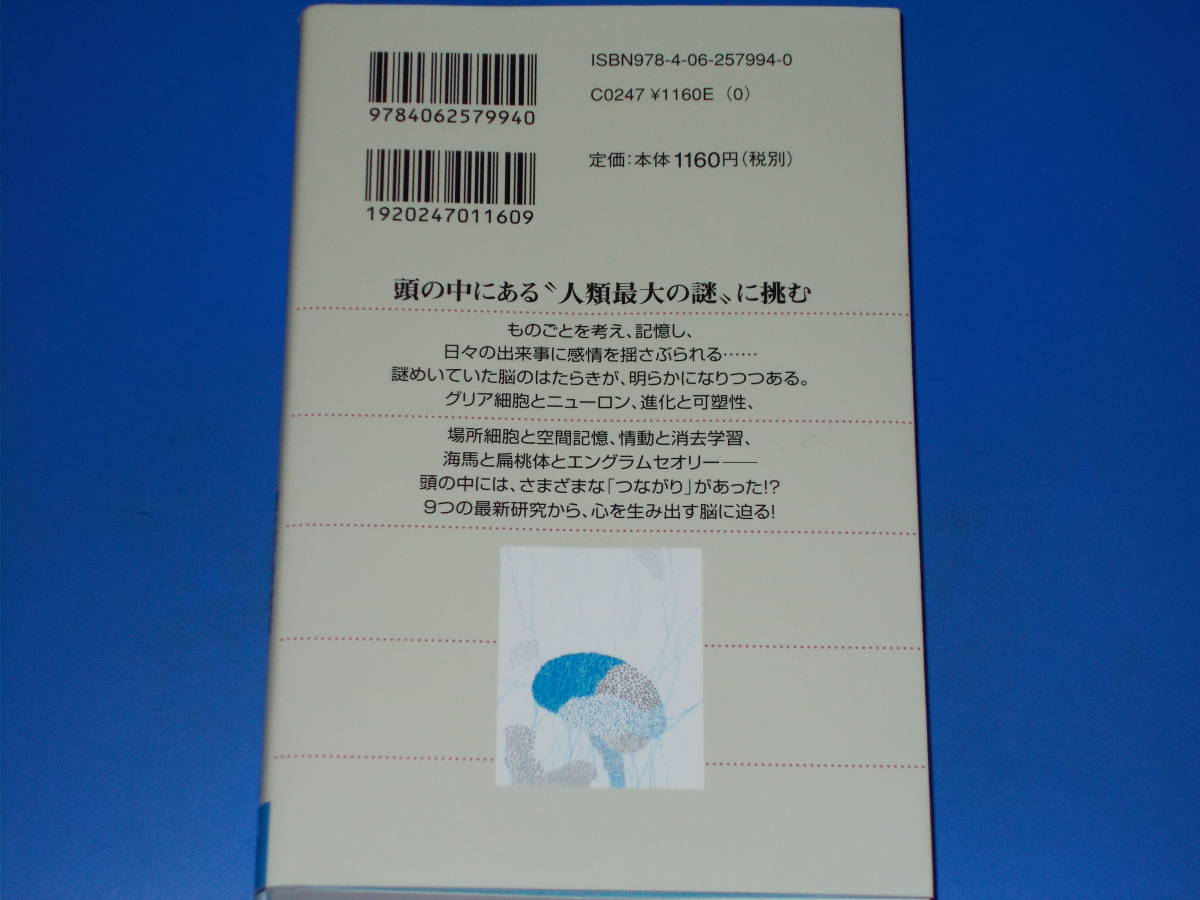 ISBN978-4-06-257994-0
C0247 ¥1160E (0)
9784062579940
定価:本体1160円(税別)
1920247011609
頭の中にある〝人類最大の謎〟に挑む
ものごとを考え、記憶し、
日々の出来事に感情を揺さぶられる……
謎めいていた脳のはたらきが、明らかになりつつある。
グリア細胞とニューロン、進化と可塑性、
場所細胞と空間記憶、情動と消去学習、
海馬と扁桃体とエングラムセオリー――
頭の中には、さまざまな「つながり」があった!?
9つの最新研究から、心を生み出す脳に迫る!